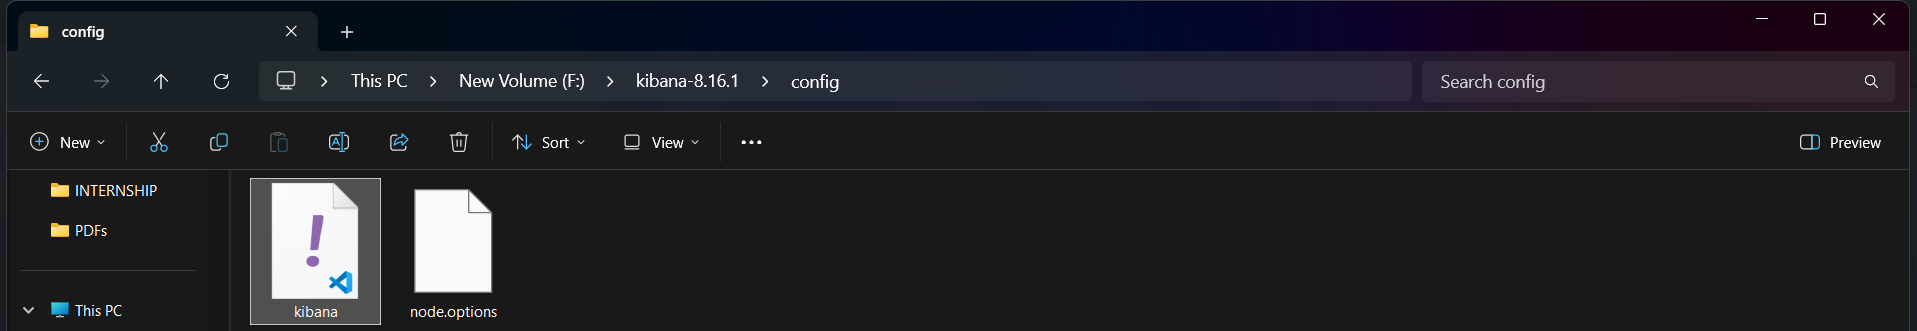 config
This PC
New Volume (F:)
kibana-8.16.1
config
Search config
New
Sort
View
Preview
INTERNSHIP
PDFs
This PC
kibana
node.options